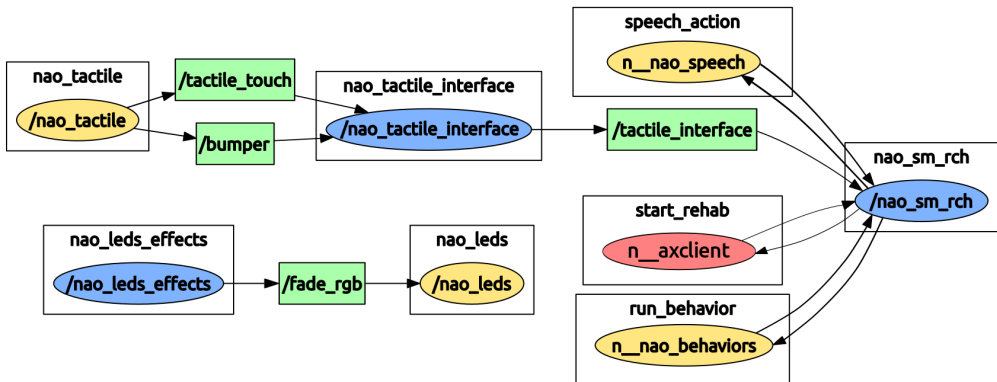 nao_tactile
/nao_tactile
/tactile_touch
/bumper
nao_tactile_interface
/nao_tactile_interface
/tactile_interface
speech_action
n__nao_speech
nao_sm_rch
/nao_sm_rch
start_rehab
n__axclient
run_behavior
n__nao_behaviors
nao_leds_effects
/nao_leds_effects
/fade_rgb
nao_leds
/nao_leds